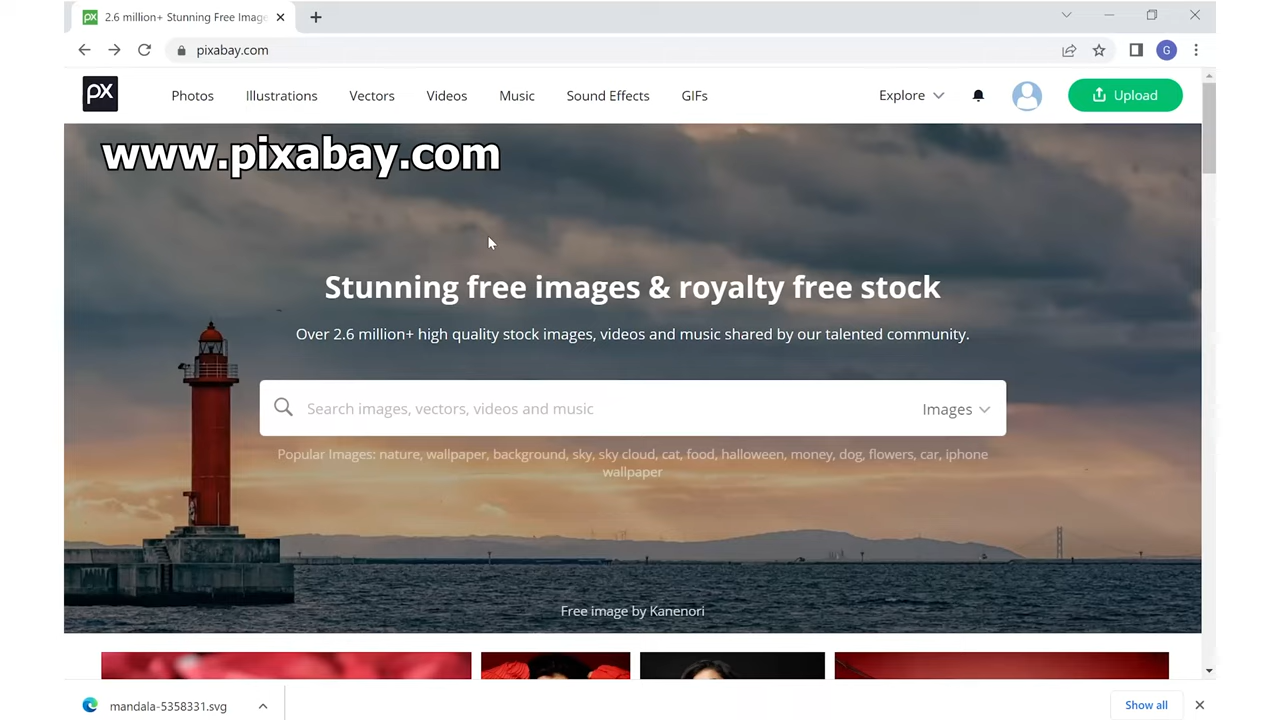 px 2.6 million+ Stunning Free Image
pixabay.com G
px Photos Illustrations Vectors Videos Music Sound Effects GIFs Explore Upload
www.pixabay.com
Stunning free images & royalty free stock
Over 2.6 million+ high quality stock images, videos and music shared by our talented community.
Search images, vectors, videos and music Images
Popular Images: nature, wallpaper, background, sky, sky cloud, cat, food, halloween, money, dog, flowers, car, iphone
wallpaper
Free image by Kanenori
mandala-5358331.svg Show all